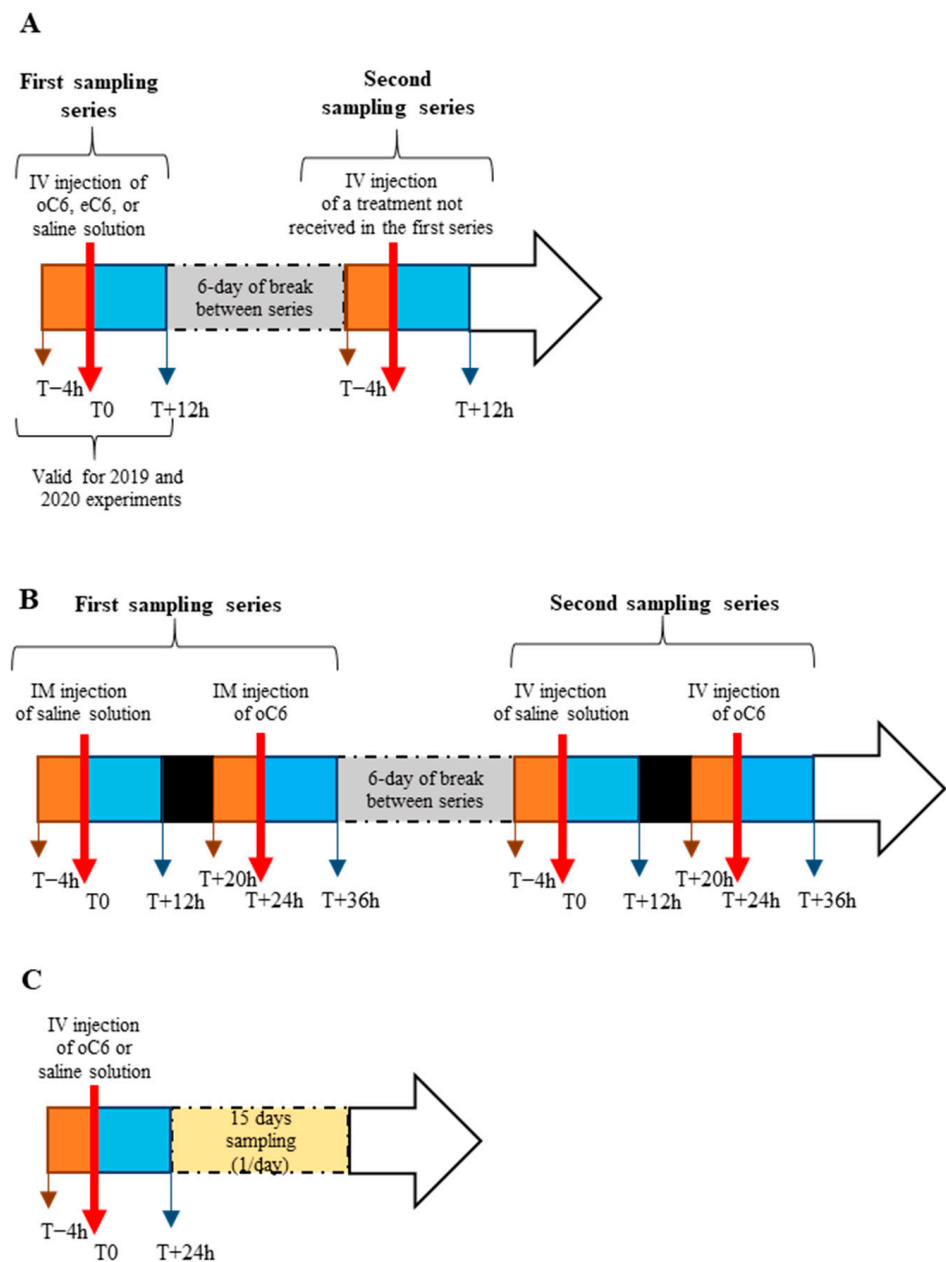 A
First sampling
series
Second
sampling series
IV injection of
oC6, eC6, or
saline solution
IV injection
of a treatment not
received in the first series
6-day of break
between series
T−4h
T0
T+12h
T−4h
T+12h
Valid for 2019 and
2020 experiments
B
First sampling series
Second sampling series
IM injection
of saline solution
IM injection
of oC6
IV injection
of saline solution
IV injection
of oC6
6-day of break
between series
T−4h
T0
T+12h
T+20h
T+24h
T+36h
T−4h
T0
T+12h
T+20h
T+24h
T+36h
C
IV injection
of oC6 or
saline solution
15 days
sampling
(1/day)
T−4h
T0
T+24h